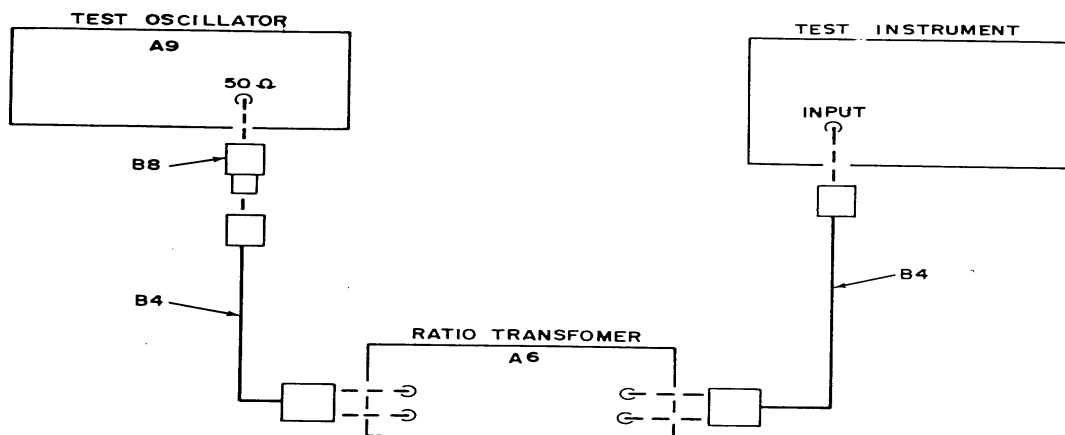 TEST OSCILLATOR
A9
50 Ω
B8
B4
TEST INSTRUMENT
INPUT
B4
RATIO TRANSFOMER
A6